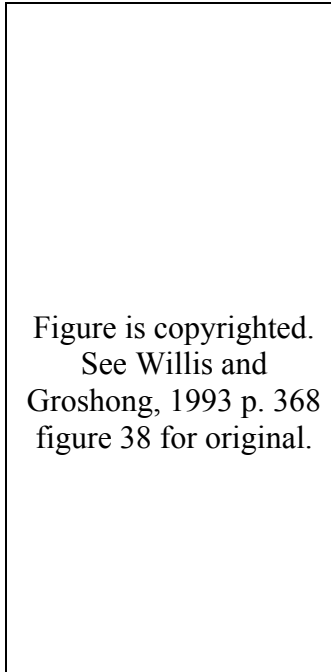 Figure is copyrighted.
See Willis and
Groshong, 1993 p. 368
figure 38 for original.